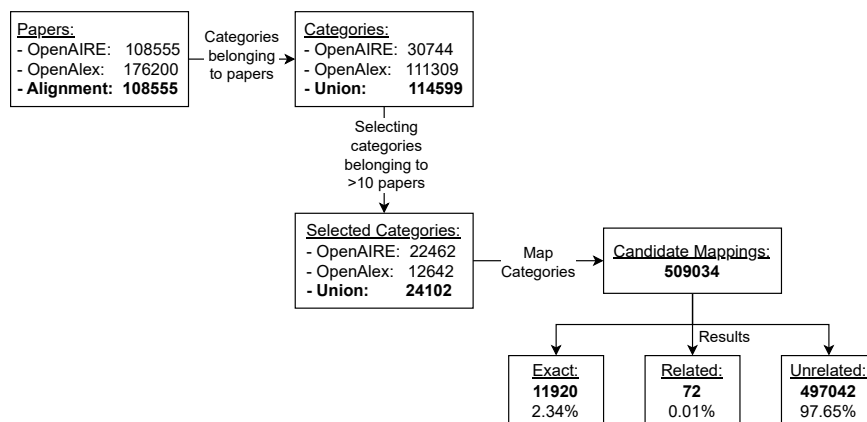 Papers:
- OpenAIRE: 108555
- OpenAlex: 176200
- Alignment: 108555
Categories
belonging
to papers
Categories:
- OpenAIRE: 30744
- OpenAlex: 111309
- Union: 114599
Selecting
categories
belonging to
>10 papers
Selected Categories:
- OpenAIRE: 22462
- OpenAlex: 12642
- Union: 24102
Map
Categories
Candidate Mappings:
509034
Results
Exact:
11920
2.34%
Related:
72
0.01%
Unrelated:
497042
97.65%